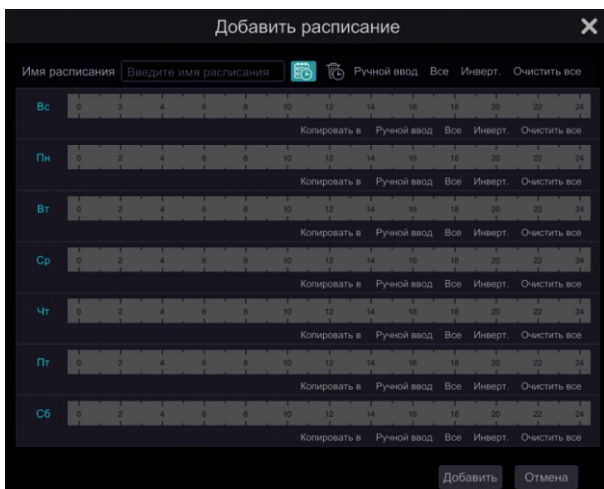 Добавить расписание
Имя расписания Введите имя расписания Ручной ввод Все Инверт. Очистить все
Вс 0 2 4 6 8 10 12 14 16 18 20 22 24
Копировать в Ручной ввод Все Инверт. Очистить все
Пн 0 2 4 6 8 10 12 14 16 18 20 22 24
Копировать в Ручной ввод Все Инверт. Очистить все
Вт 0 2 4 6 8 10 12 14 16 18 20 22 24
Копировать в Ручной ввод Все Инверт. Очистить все
Ср 0 2 4 6 8 10 12 14 16 18 20 22 24
Копировать в Ручной ввод Все Инверт. Очистить все
Чт 0 2 4 6 8 10 12 14 16 18 20 22 24
Копировать в Ручной ввод Все Инверт. Очистить все
Пт 0 2 4 6 8 10 12 14 16 18 20 22 24
Копировать в Ручной ввод Все Инверт. Очистить все
Сб 0 2 4 6 8 10 12 14 16 18 20 22 24
Копировать в Ручной ввод Все Инверт. Очистить все
Добавить Отмена